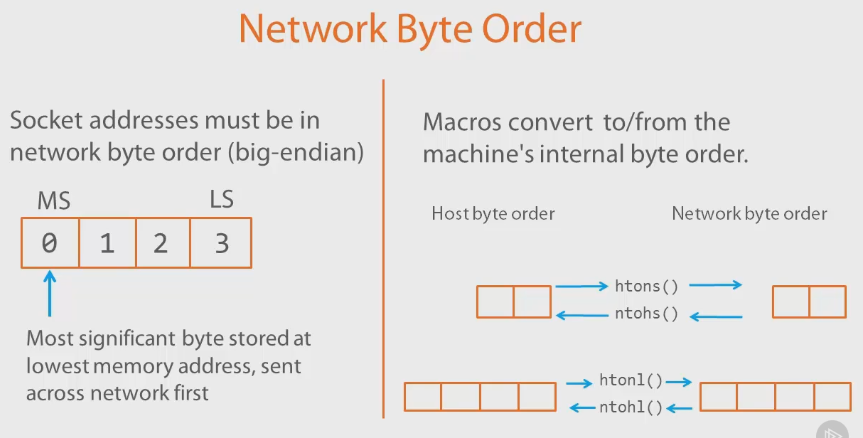 Network Byte Order
Socket addresses must be in
network byte order (big-endian)
MS LS
0 1 2 3
Most significant byte stored at
lowest memory address, sent
across network first
Macros convert to/from the
machine's internal byte order.
Host byte order Network byte order
htons()
ntohs()
htonl()
ntohl()